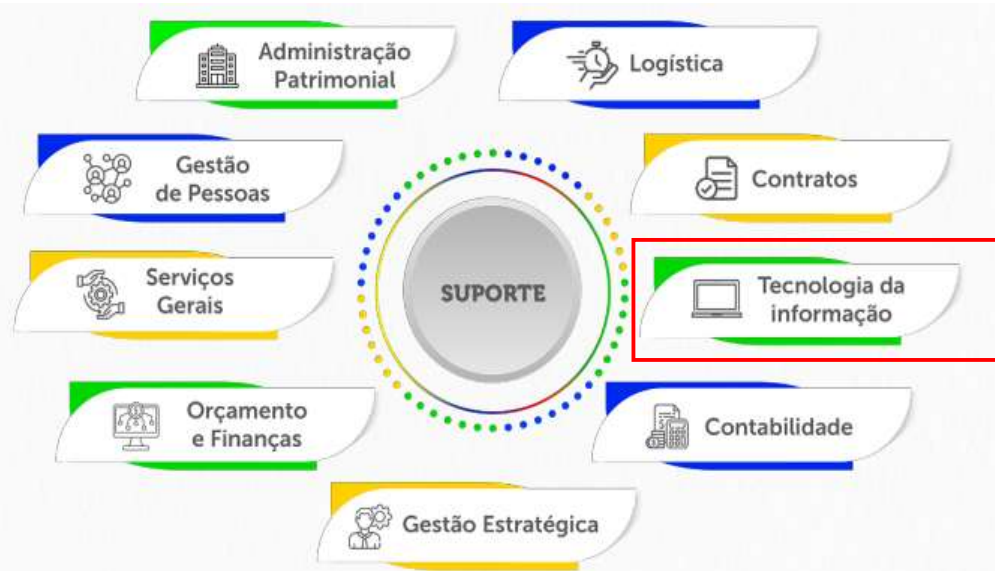 Administração
Patrimonial
Logística
Gestão
de Pessoas
Contratos
Serviços
Gerais
SUPORTE
Tecnologia da
informação
Orçamento
e Finanças
Contabilidade
Gestão Estratégica